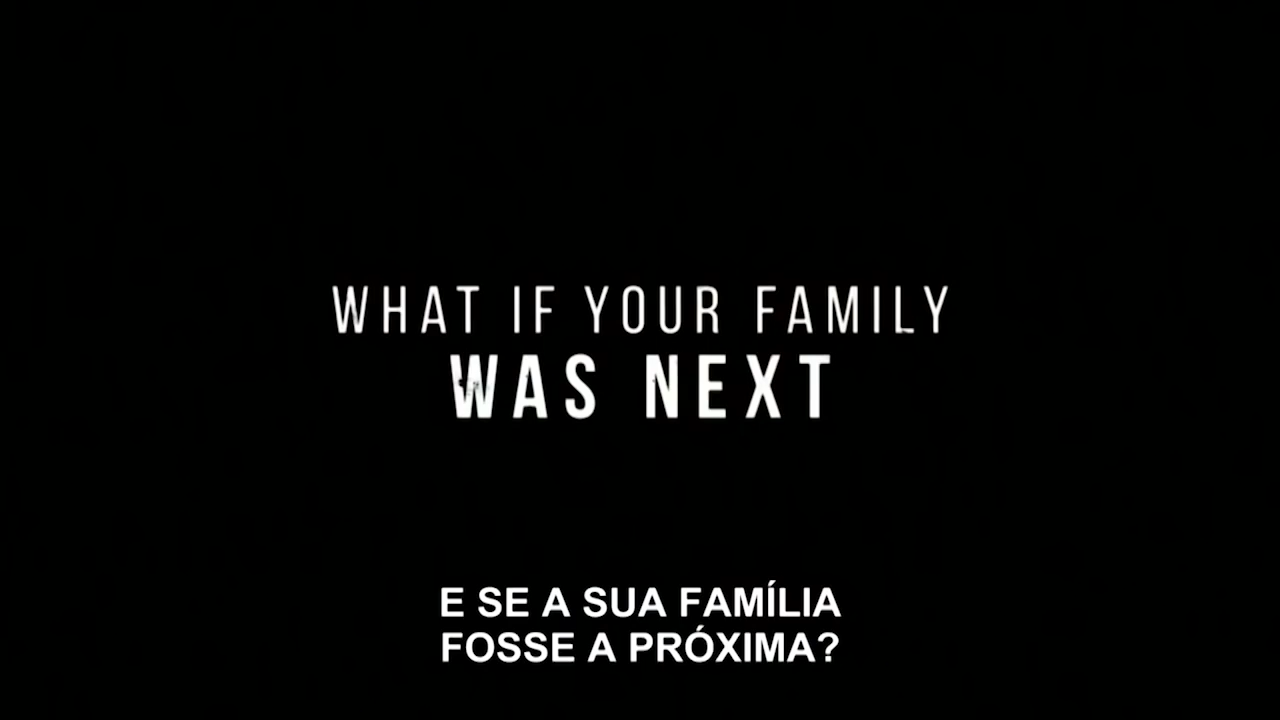 WHAT IF YOUR FAMILY
WAS NEXT
E SE A SUA FAMÍLIA
FOSSE A PRÓXIMA?